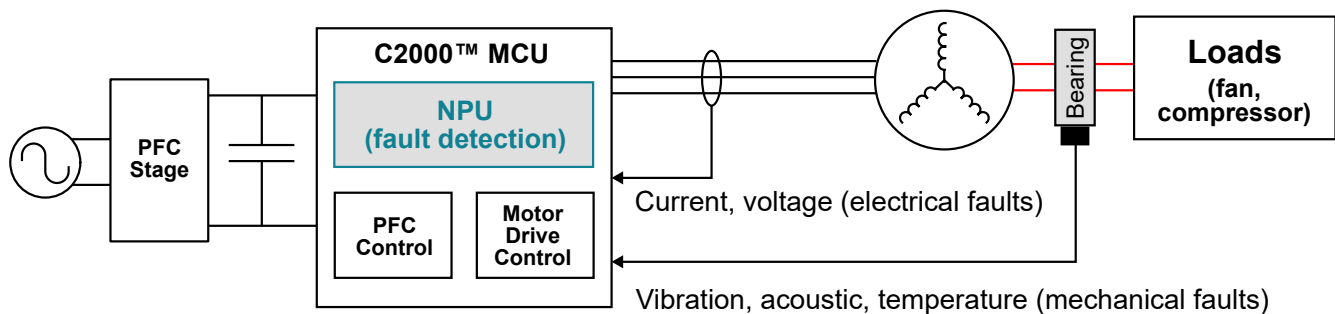 C2000™ MCU
NPU
(fault detection)
PFC
Stage
PFC
Control
Motor
Drive
Control
Bearing
Loads
(fan,
compressor)
Current, voltage (electrical faults)
Vibration, acoustic, temperature (mechanical faults)